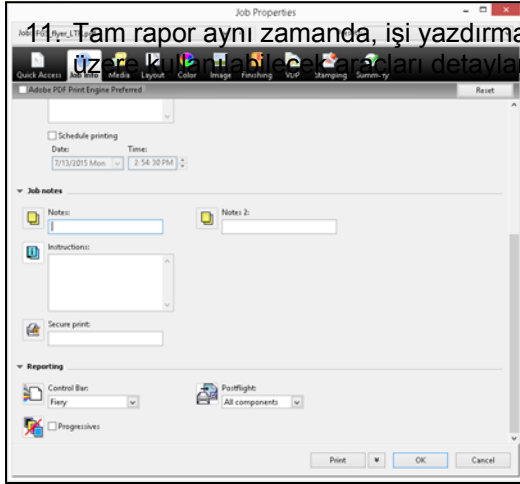 Job Properties
11. Tam rapor aynı zamanda, işi yazdırma
üzere kullanılabilecek araçları detayla
Quick Access Job Info Media Layout Color Image Finishing VDP Stamping Summary
Adobe PDF Print Engine Preferred Reset
Schedule printing
Date: Time:
7/13/2015 Mon 2:54:30 PM
Job notes
Notes: Notes 2:
Instructions:
Secure print:
Reporting
Control Bar: Postflight:
Fiery All components
Progressives
Print OK Cancel